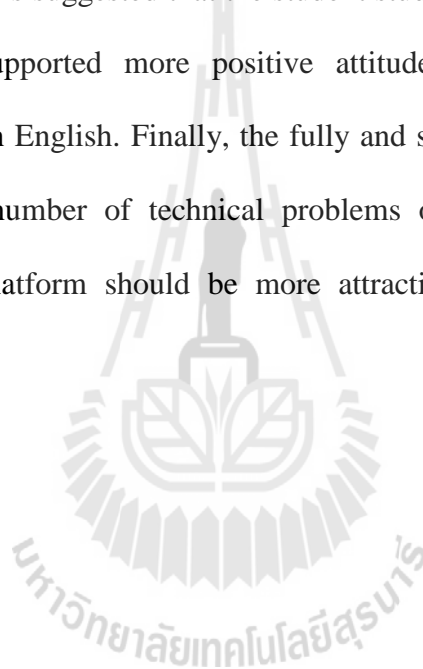 suggested that the student
upported more positive attitude
English. Finally, the fully and
number of technical problems
latform should be more attracti
มหาวิทยาลัยเทคโนโลยีสุรนารี